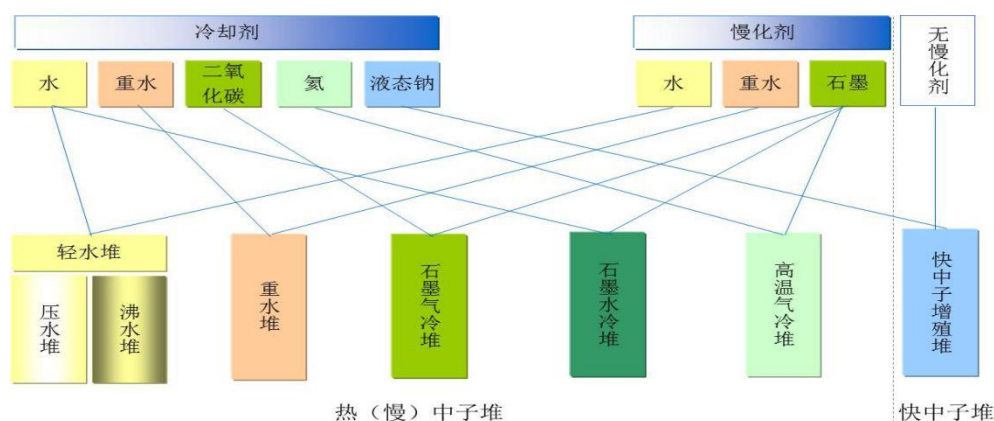 冷却剂
慢化剂
无慢化剂
水
重水
二氧
化碳
氦
液态钠
水
重水
石墨
轻水堆
压水堆
沸水堆
重水堆
石墨气冷堆
石墨水冷堆
高温气冷堆
快中子增殖堆
热（慢）中子堆
快中子堆